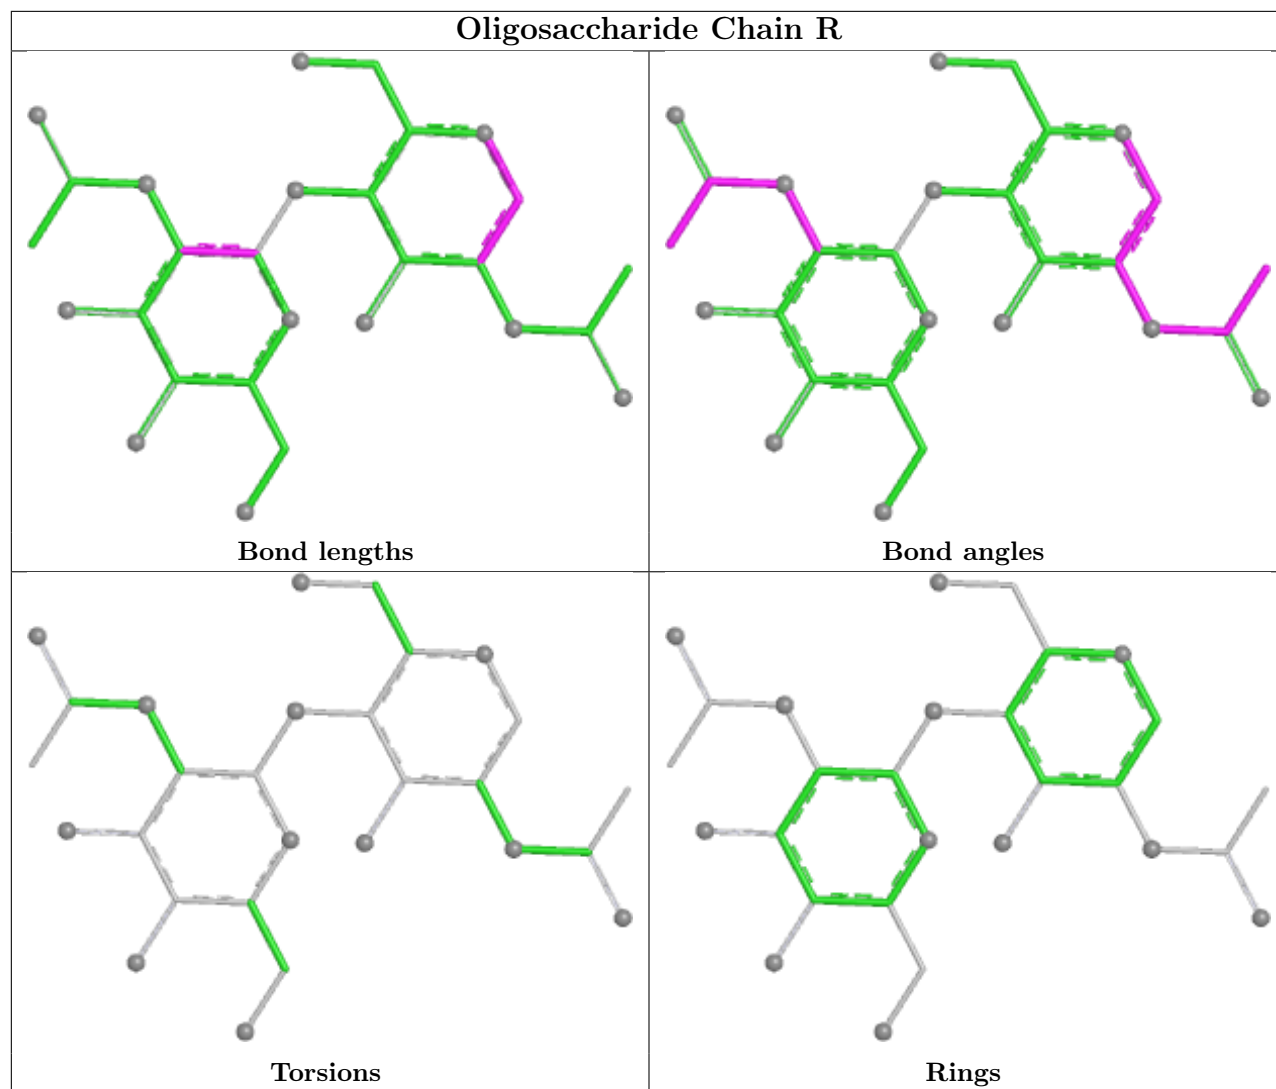 Oligosaccharide Chain R
Bond lengths
Bond angles
Torsions
Rings